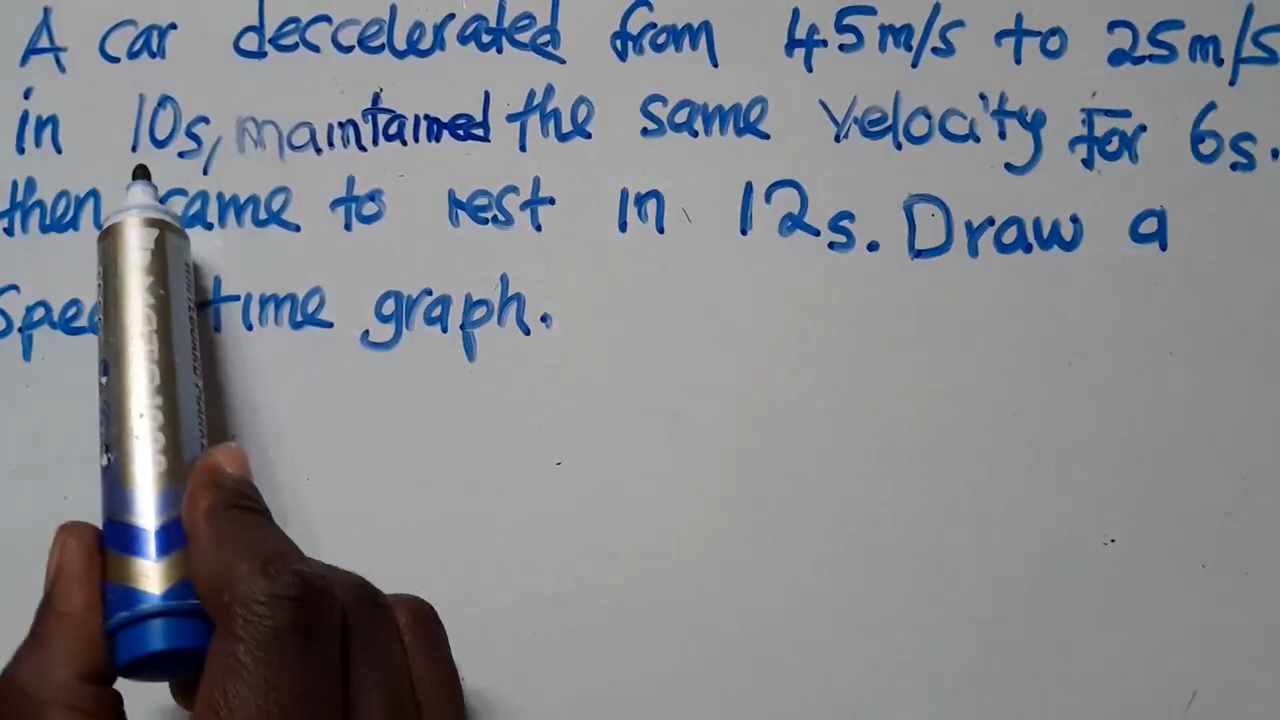 A car deccelerated from 45m/s to 25m/s
in 10s, maintained the same velocity for 6s.
then came to rest in 12s. Draw a
time graph.